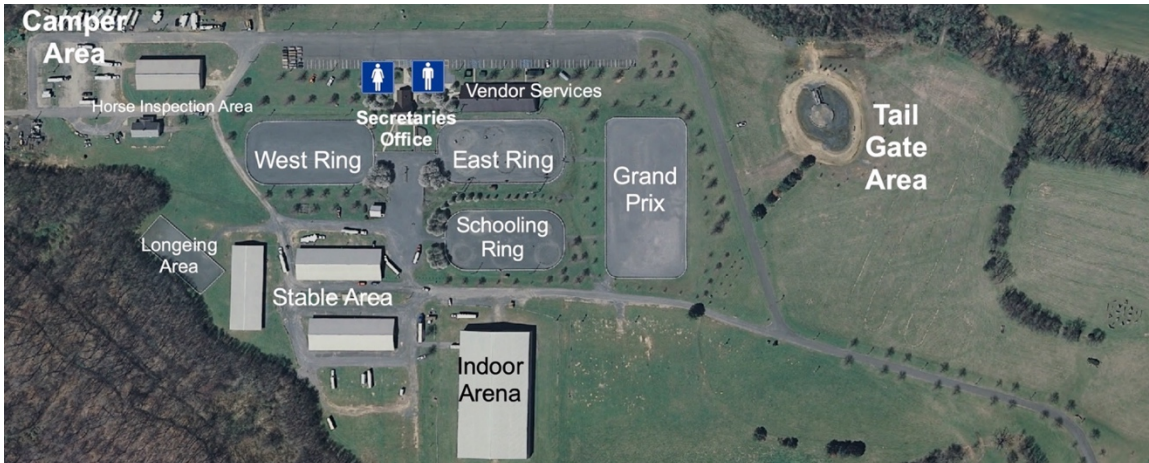 Camper
Area
Horse Inspection Area
Vendor Services
Secretaries
Office
West Ring
East Ring
Grand
Prix
Tail
Gate
Area
Schooling
Ring
Longeing
Area
Stable Area
Indoor
Arena